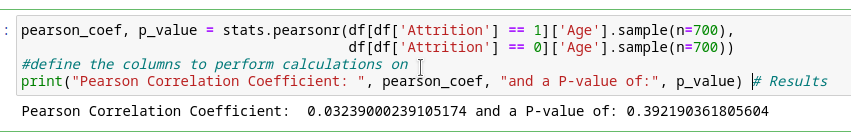 : pearson_coef, p_value = stats.pearsonr(df[df['Attrition'] == 1]['Age'].sample(n=700),
df[df['Attrition'] == 0]['Age'].sample(n=700))
#define the columns to perform calculations on
print("Pearson Correlation Coefficient: ", pearson_coef, "and a P-value of:", p_value) # Results
Pearson Correlation Coefficient:  0.03239000239105174 and a P-value of: 0.392190361805604